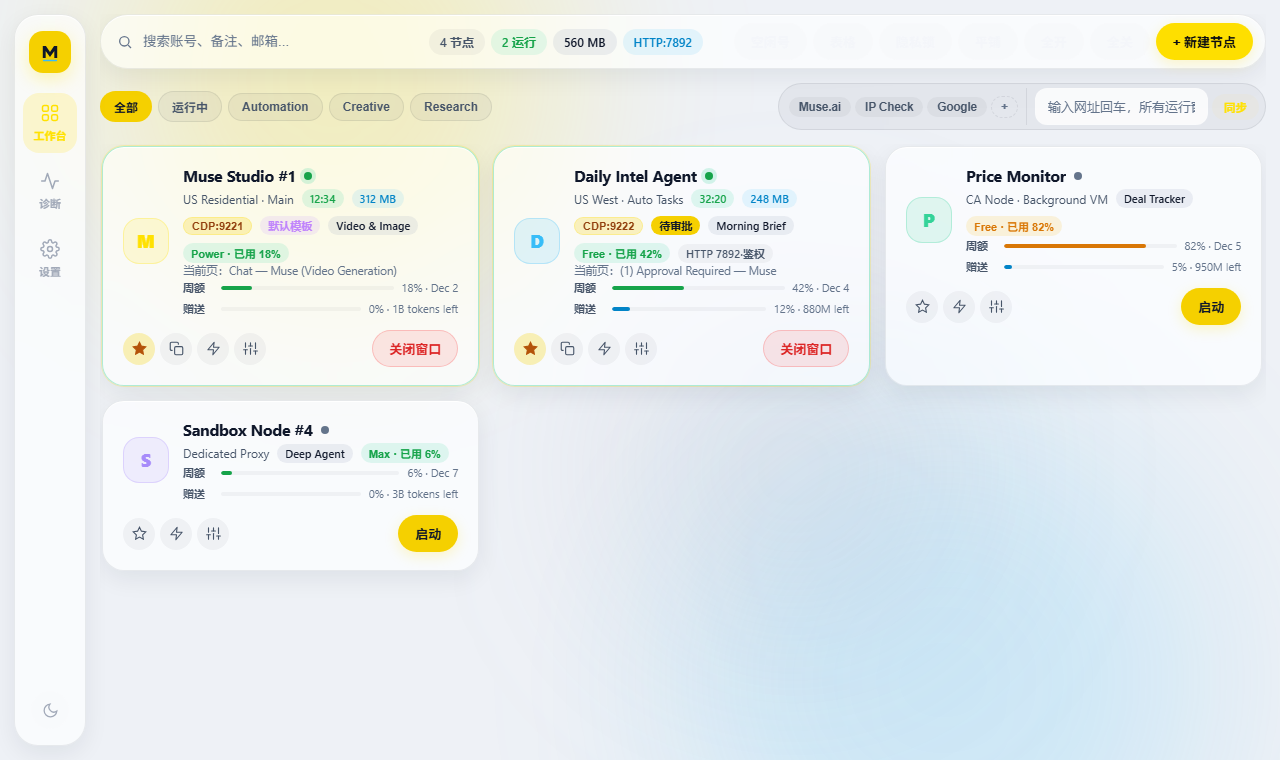 M
工作台
诊断
设置
搜索账号、备注、邮箱...
4 节点
2 运行
560 MB
HTTP:7892
+ 新建节点
全部
运行中
Automation
Creative
Research
Muse.ai
IP Check
Google
+
输入网址回车，所有运行
同步
M
Muse Studio #1
US Residential · Main
12:34
312 MB
CDP:9221
默认模板
Video & Image
Power · 已用 18%
当前页：Chat — Muse (Video Generation)
周额
18% · Dec 2
赠送
0% · 1B tokens left
关闭窗口
D
Daily Intel Agent
US West · Auto Tasks
32:20
248 MB
CDP:9222
待审批
Morning Brief
Free · 已用 42%
HTTP 7892·鉴权
当前页：(1) Approval Required — Muse
周额
42% · Dec 4
赠送
12% · 880M left
关闭窗口
P
Price Monitor
CA Node · Background VM
Deal Tracker
Free · 已用 82%
周额
82% · Dec 5
赠送
5% · 950M left
启动
S
Sandbox Node #4
Dedicated Proxy
Deep Agent
Max · 已用 6%
周额
6% · Dec 7
赠送
0% · 3B tokens left
启动